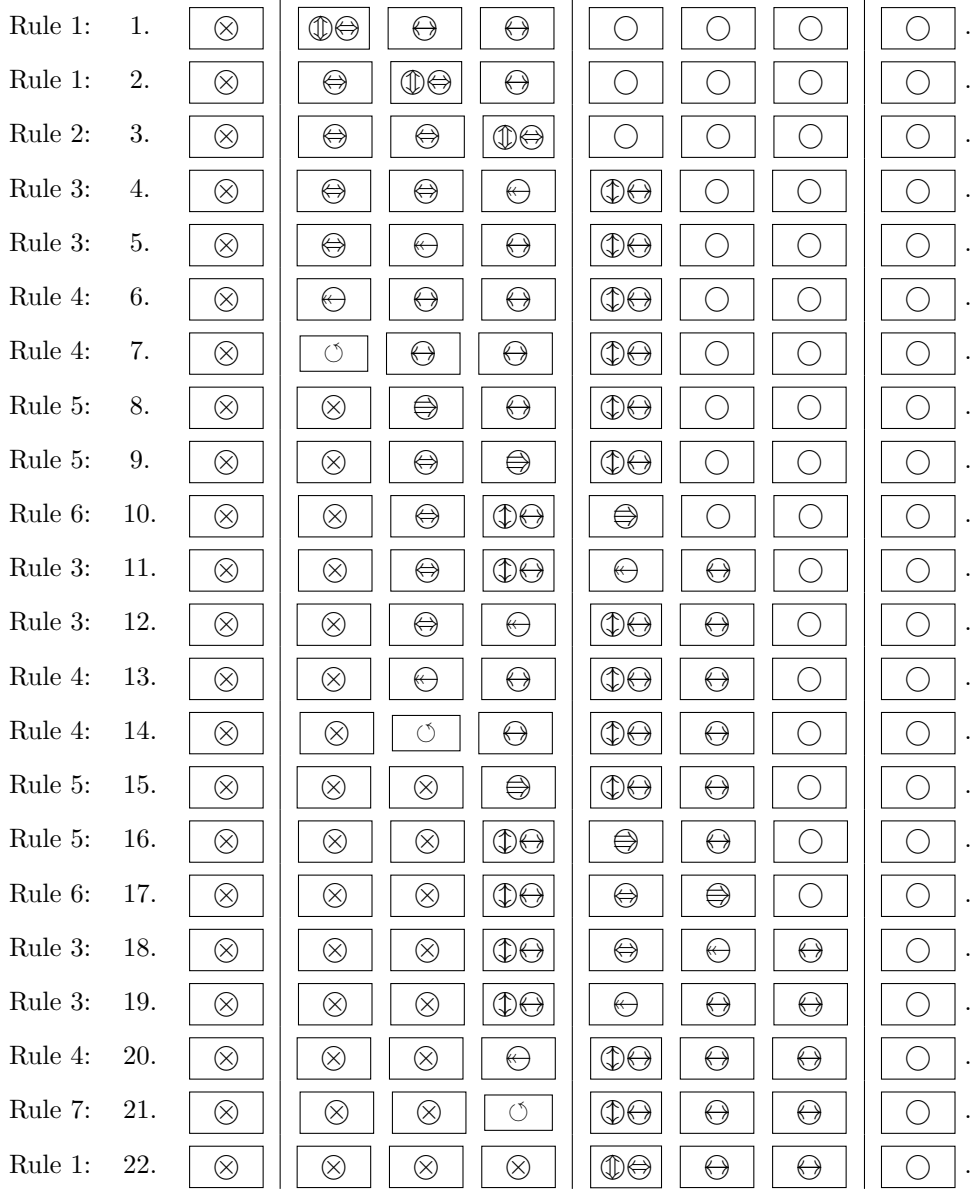 Rule 1: 1. .
Rule 1: 2. .
Rule 2: 3. .
Rule 3: 4. .
Rule 3: 5. .
Rule 4: 6. .
Rule 4: 7. .
Rule 5: 8. .
Rule 5: 9. .
Rule 6: 10. .
Rule 3: 11. .
Rule 3: 12. .
Rule 4: 13. .
Rule 4: 14. .
Rule 5: 15. .
Rule 5: 16. .
Rule 6: 17. .
Rule 3: 18. .
Rule 3: 19. .
Rule 4: 20. .
Rule 7: 21. .
Rule 1: 22. .